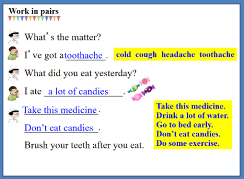 Work in pairs
What's the matter?
I've got atoothache.
cold cough headache toothache
What did you eat yesterday?
I ate a lot of candies.
Take this medicine.
Don't eat candies.
Brush your teeth after you eat.
Take this medicine.
Drink a lot of water.
Go to bed early.
Don't eat candies.
Do some exercise.